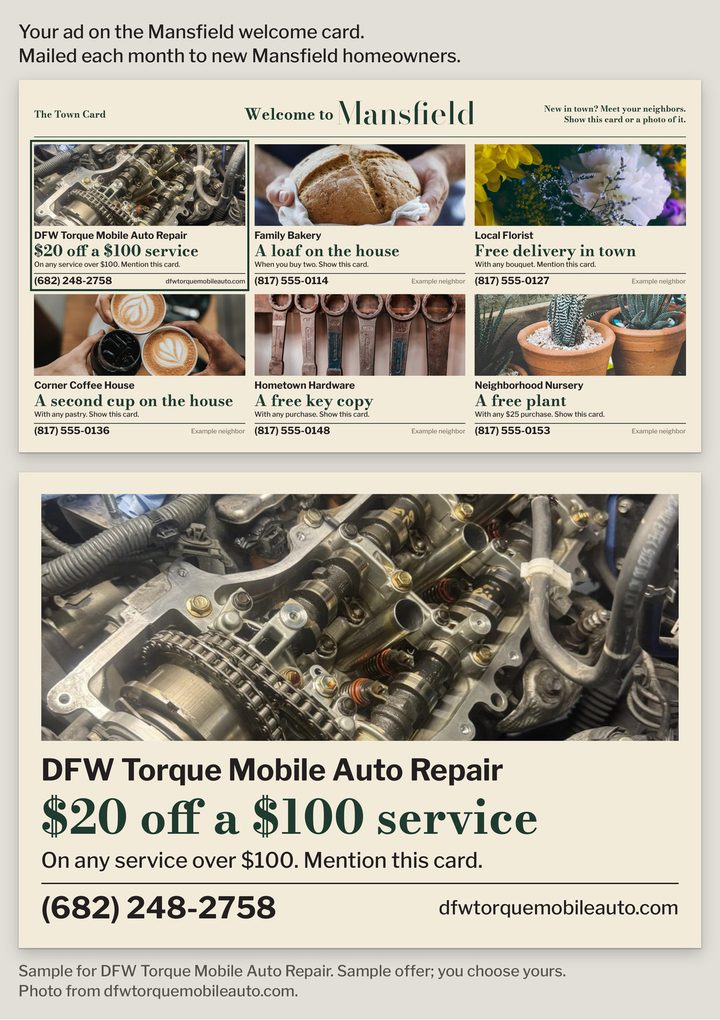 Your ad on the Mansfield welcome card.
Mailed each month to new Mansfield homeowners.
The Town Card
Welcome to Mansfield
New in town? Meet your neighbors.
Show this card or a photo of it.
DFW Torque Mobile Auto Repair
$20 off a $100 service
On any service over $100. Mention this card.
(682) 248-2758
dfwtorquemobileauto.com
Family Bakery
A loaf on the house
When you buy two. Show this card.
(817) 555-0114
Example neighbor
Local Florist
Free delivery in town
With any bouquet. Mention this card.
(817) 555-0127
Example neighbor
Corner Coffee House
A second cup on the house
With any pastry. Show this card.
(817) 555-0136
Example neighbor
Hometown Hardware
A free key copy
With any purchase. Show this card.
(817) 555-0148
Example neighbor
Neighborhood Nursery
A free plant
With any $25 purchase. Show this card.
(817) 555-0153
Example neighbor
DFW Torque Mobile Auto Repair
$20 off a $100 service
On any service over $100. Mention this card.
(682) 248-2758
dfwtorquemobileauto.com
Sample for DFW Torque Mobile Auto Repair. Sample offer; you choose yours.
Photo from dfwtorquemobileauto.com.